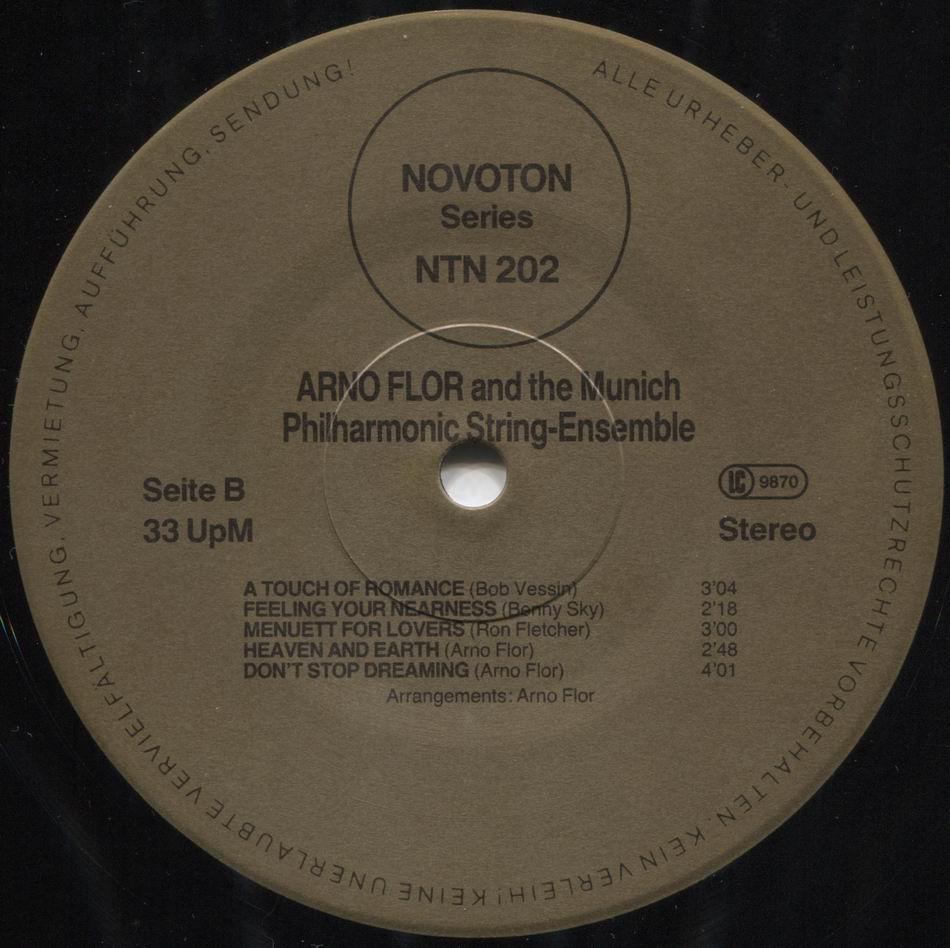 NOVOTON
Series
NTN 202
ARNO FLOR and the Munich
Philharmonic String-Ensemble
Seite B
33 UpM
LC 9870
Stereo
A TOUCH OF ROMANCE (Bob Vessin) 3'04
FEELING YOUR NEARNESS (Benny Sky) 2'18
MENUETT FOR LOVERS (Ron Fletcher) 3'00
HEAVEN AND EARTH (Arno Flor) 2'48
DON'T STOP DREAMING (Arno Flor) 4'01
Arrangements: Arno Flor
ALLE URHEBER- UND LEISTUNGSSCHUTZRECHTE VORBEHALTEN. KEIN VERLEIH! KEINE UNERLAUBTE VERVIELFÄLTIGUNG, VERMIETUNG, AUFFÜHRUNG, SENDUNG!